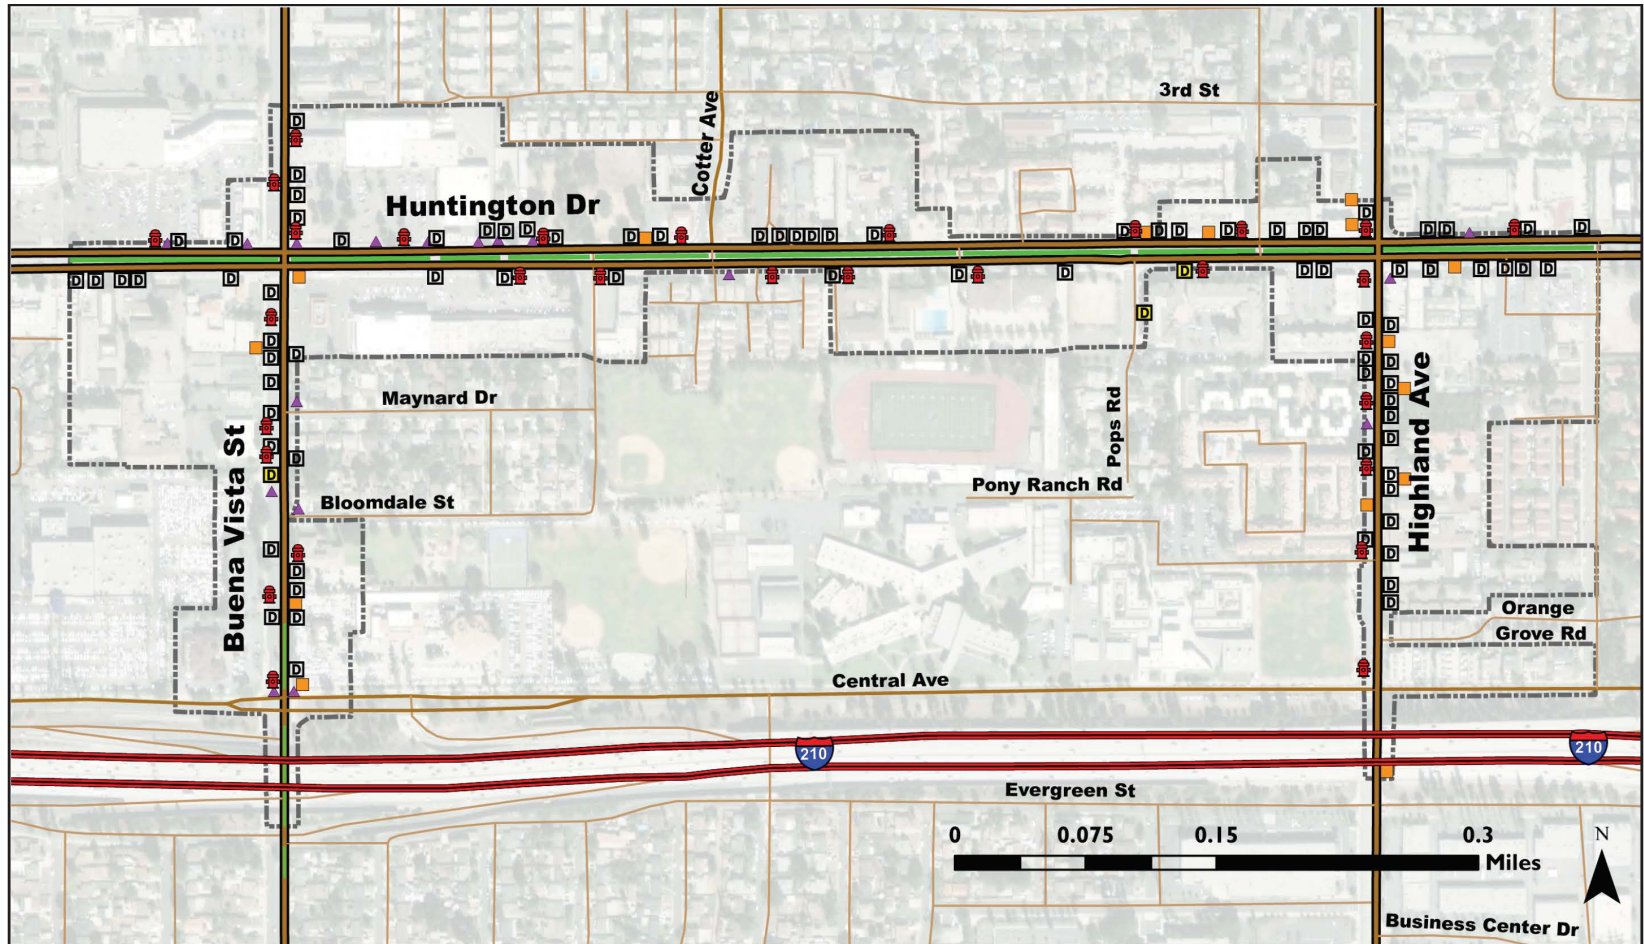 3rd St
Cotter Ave
Huntington Dr
Maynard Dr
Bloomdale St
Buena Vista St
Pops Rd
Pony Ranch Rd
Highland Ave
Orange
Grove Rd
Central Ave
210
210
Evergreen St
0 0.075 0.15 0.3
Miles
N
Business Center Dr